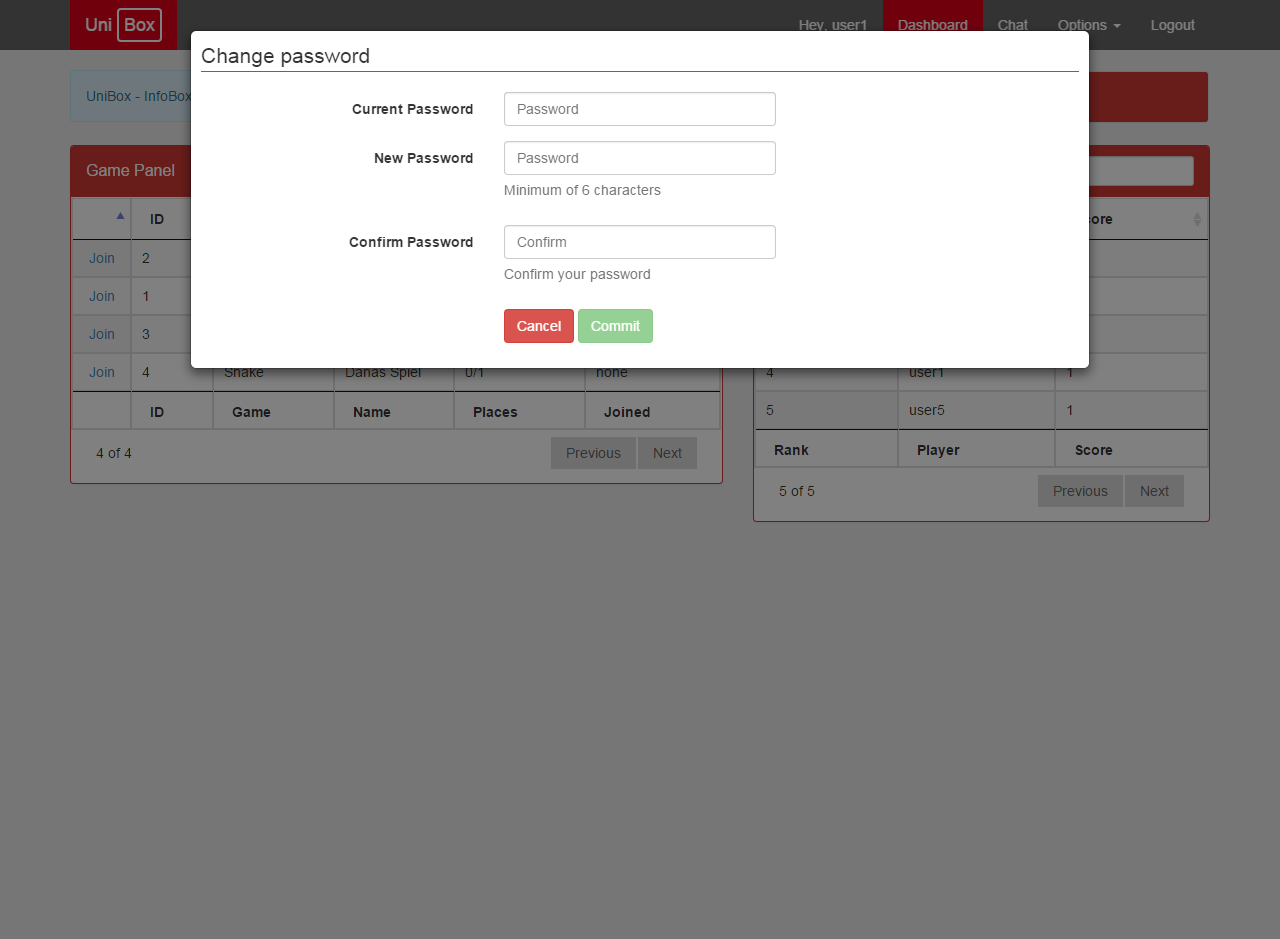 Uni Box
Hey, user1 Dashboard Chat Options Logout
Change password
UniBox - InfoBox
Current Password Password
New Password Password
Minimum of 6 characters
Confirm Password Confirm
Confirm your password
Cancel Commit
Game Panel
ID
Join 2
Join 1
Join 3
Join 4 Snake Danas Spiel 0/1 none
ID Game Name Places Joined
4 of 4 Previous Next
4 user1 1
5 user5 1
Rank Player Score
5 of 5 Previous Next